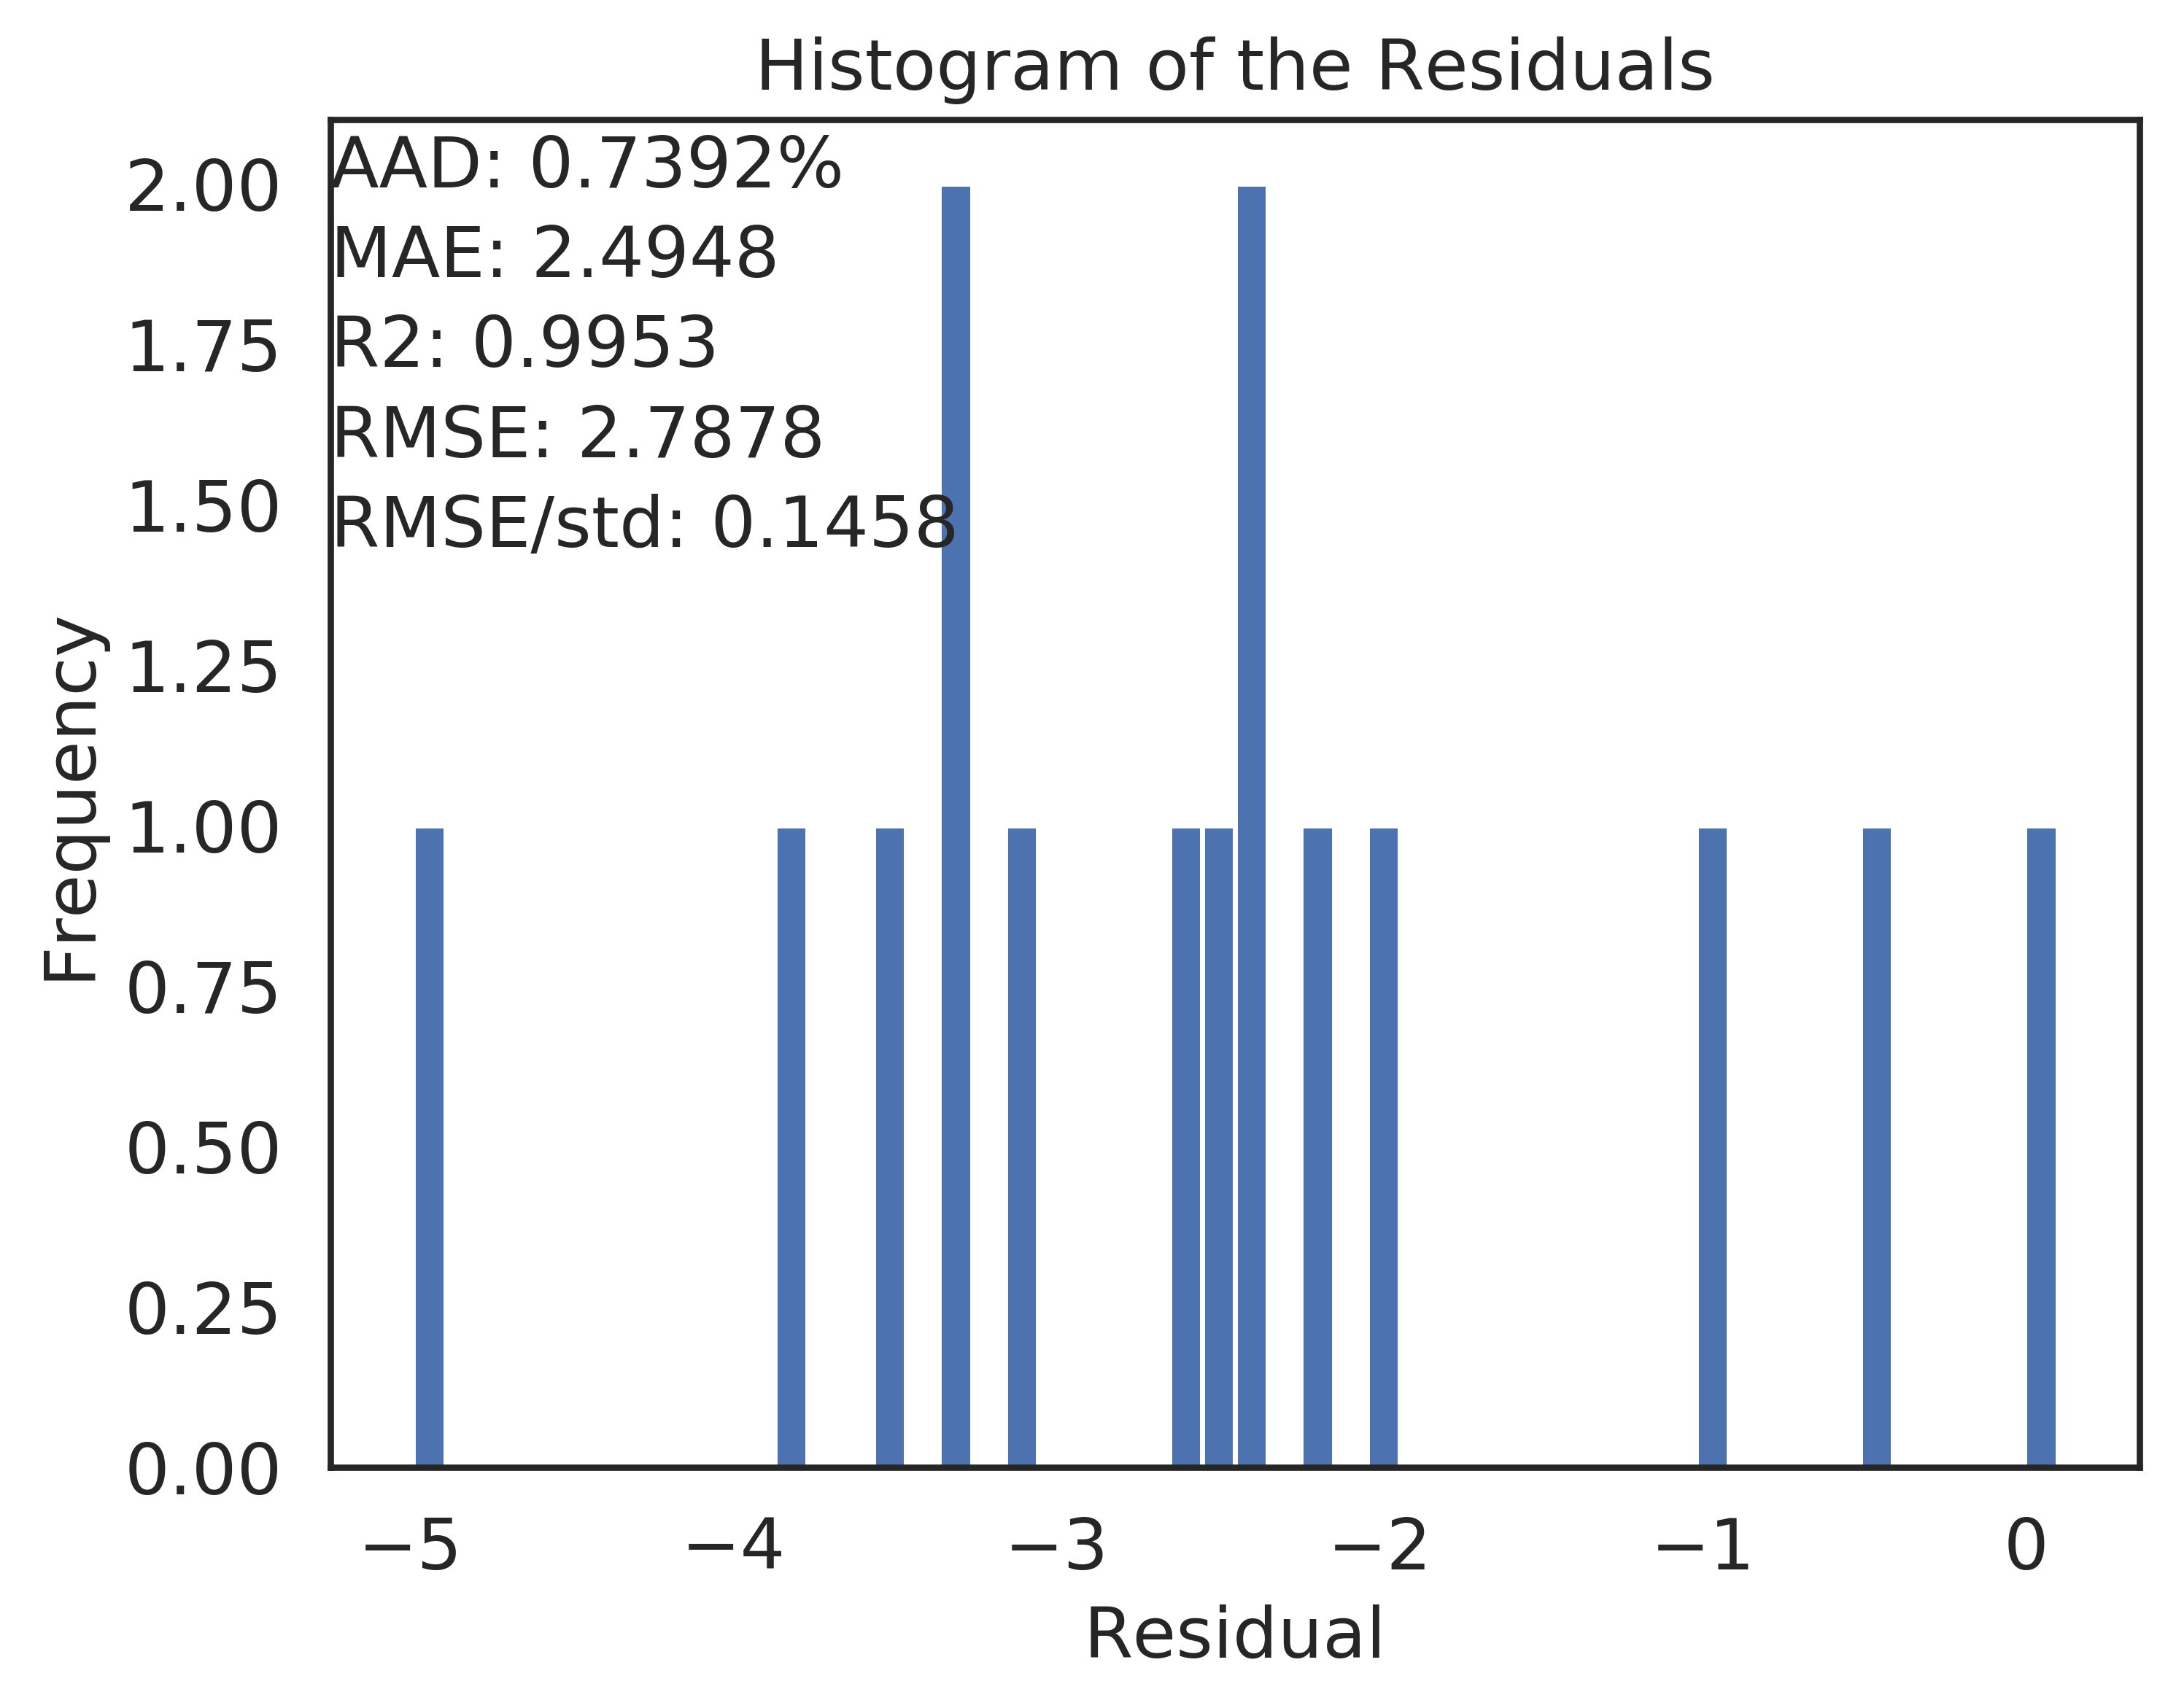 Histogram of the Residuals
AAD: 0.7392%
MAE: 2.4948
R2: 0.9953
RMSE: 2.7878
RMSE/std: 0.1458
2.00
1.75
1.50
1.25
1.00
0.75
0.50
0.25
0.00
Frequency
−5 −4 −3 −2 −1 0
Residual